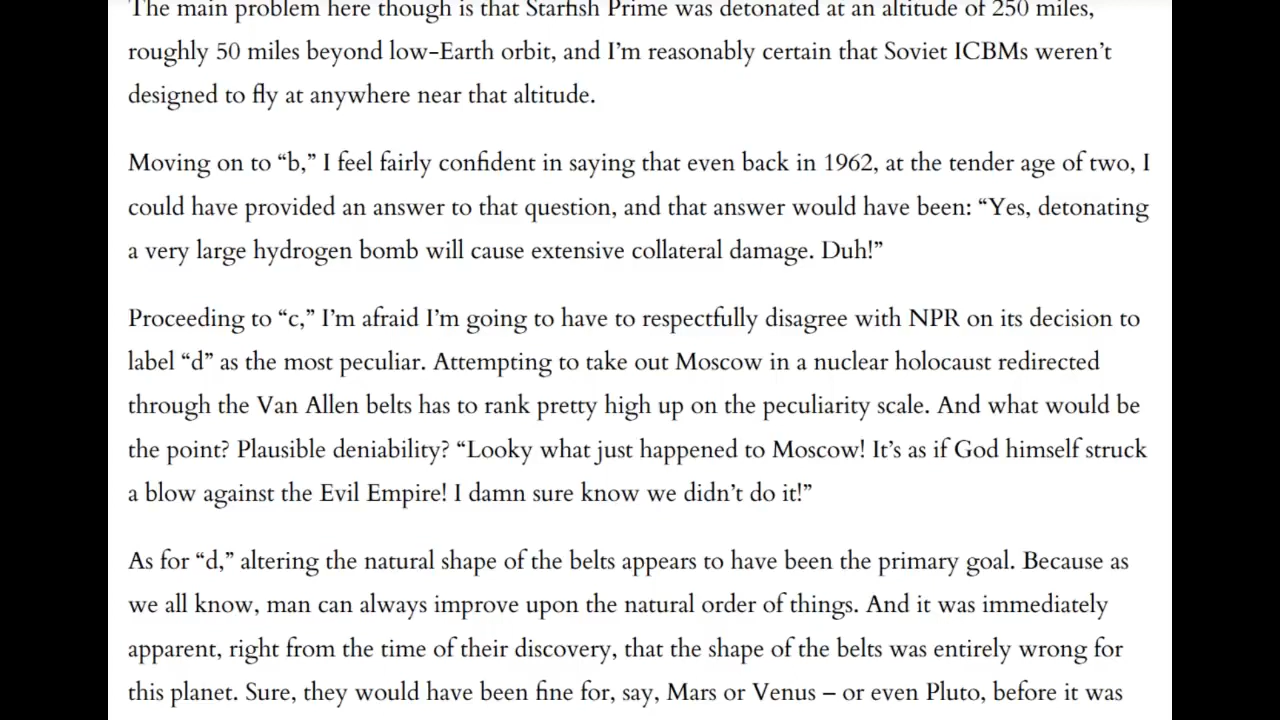 The main problem here though is that Starfish Prime was detonated at an altitude of 250 miles,
roughly 50 miles beyond low-Earth orbit, and I’m reasonably certain that Soviet ICBMs weren’t
designed to fly at anywhere near that altitude.
Moving on to “b,” I feel fairly confident in saying that even back in 1962, at the tender age of two, I
could have provided an answer to that question, and that answer would have been: “Yes, detonating
a very large hydrogen bomb will cause extensive collateral damage. Duh!”
Proceeding to “c,” I’m afraid I’m going to have to respectfully disagree with NPR on its decision to
label “d” as the most peculiar. Attempting to take out Moscow in a nuclear holocaust redirected
through the Van Allen belts has to rank pretty high up on the peculiarity scale. And what would be
the point? Plausible deniability? “Looky what just happened to Moscow! It’s as if God himself struck
a blow against the Evil Empire! I damn sure know we didn’t do it!”
As for “d,” altering the natural shape of the belts appears to have been the primary goal. Because as
we all know, man can always improve upon the natural order of things. And it was immediately
apparent, right from the time of their discovery, that the shape of the belts was entirely wrong for
this planet. Sure, they would have been fine for, say, Mars or Venus – or even Pluto, before it was